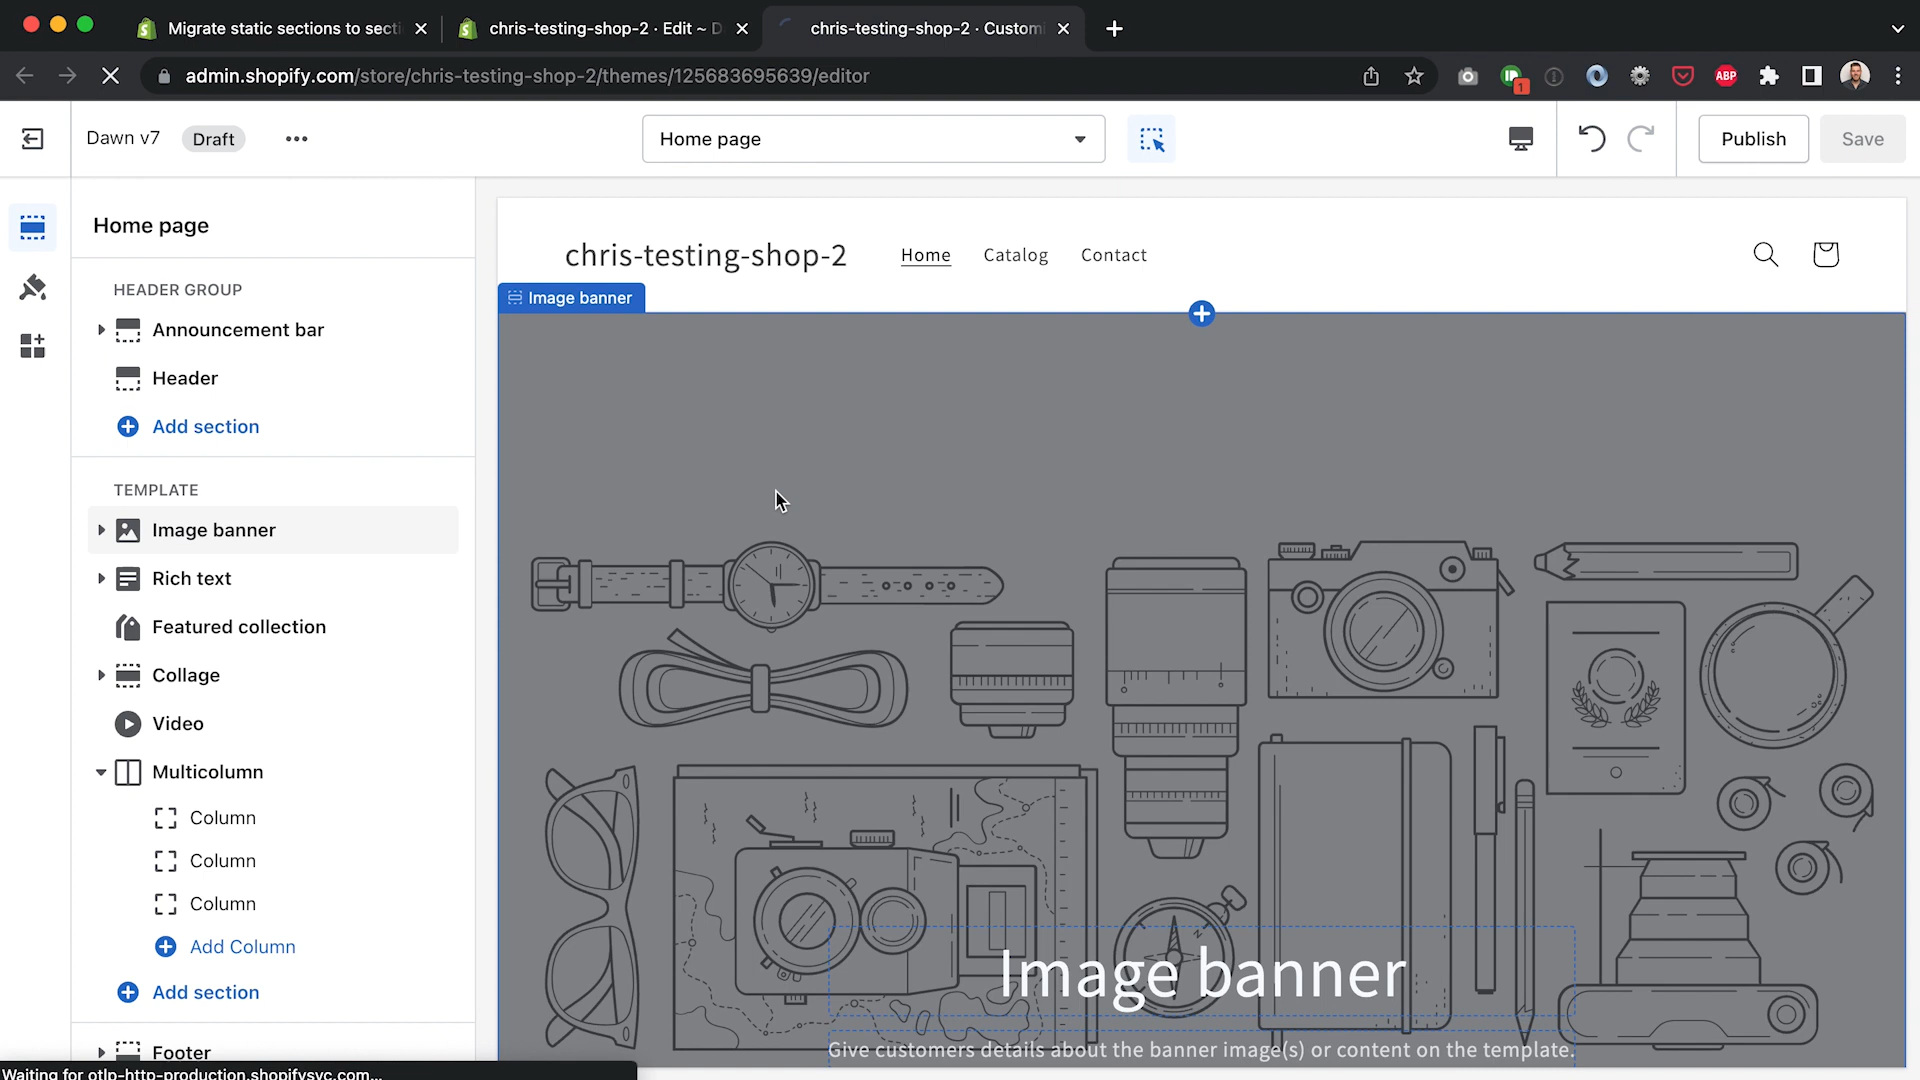 Migrate static sections to secti
chris-testing-shop-2 · Edit ~ D
chris-testing-shop-2 · Customi
admin.shopify.com/store/chris-testing-shop-2/themes/125683695639/editor
1
ABP
Dawn v7
Draft
Home page
Publish
Save
Home page
HEADER GROUP
Announcement bar
Header
Add section
TEMPLATE
Image banner
Rich text
Featured collection
Collage
Video
Multicolumn
Column
Column
Column
Add Column
Add section
Footer
Waiting for otlp-http-production.shopifysvc.com...
chris-testing-shop-2
Home
Catalog
Contact
Image banner
Image banner
Give customers details about the banner image(s) or content on the template.